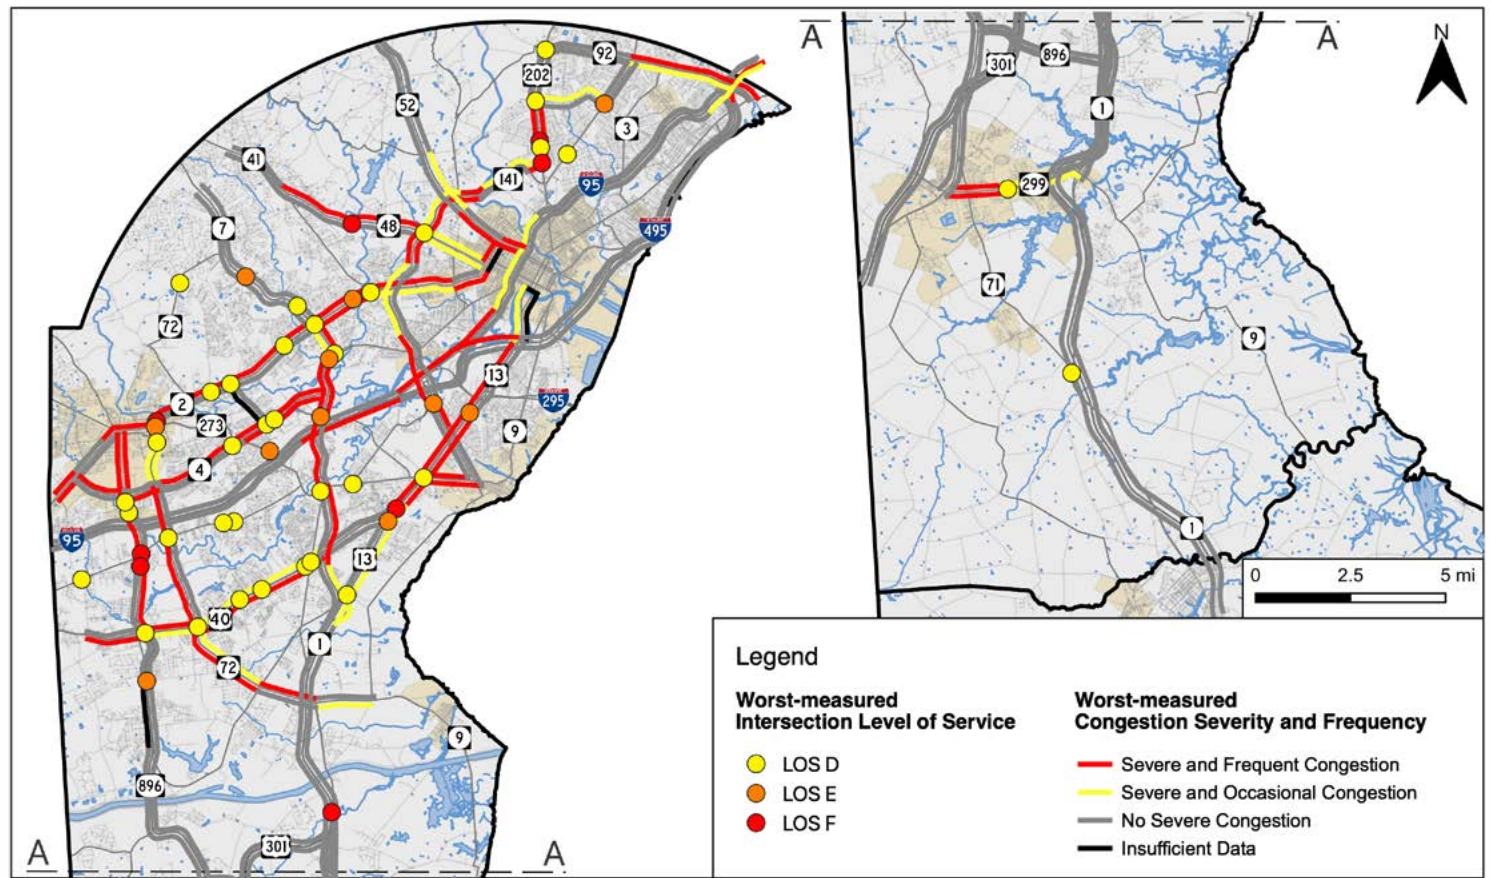 A
A
N
92
202
52
3
41
141
95
7
48
495
72
13
295
2
273
9
4
95
13
40
1
72
9
896
301
A
A
301
896
1
299
71
9
1
0 2.5 5 mi
Legend
Worst-measured
Intersection Level of Service
LOS D
LOS E
LOS F
Worst-measured
Congestion Severity and Frequency
Severe and Frequent Congestion
Severe and Occasional Congestion
No Severe Congestion
Insufficient Data